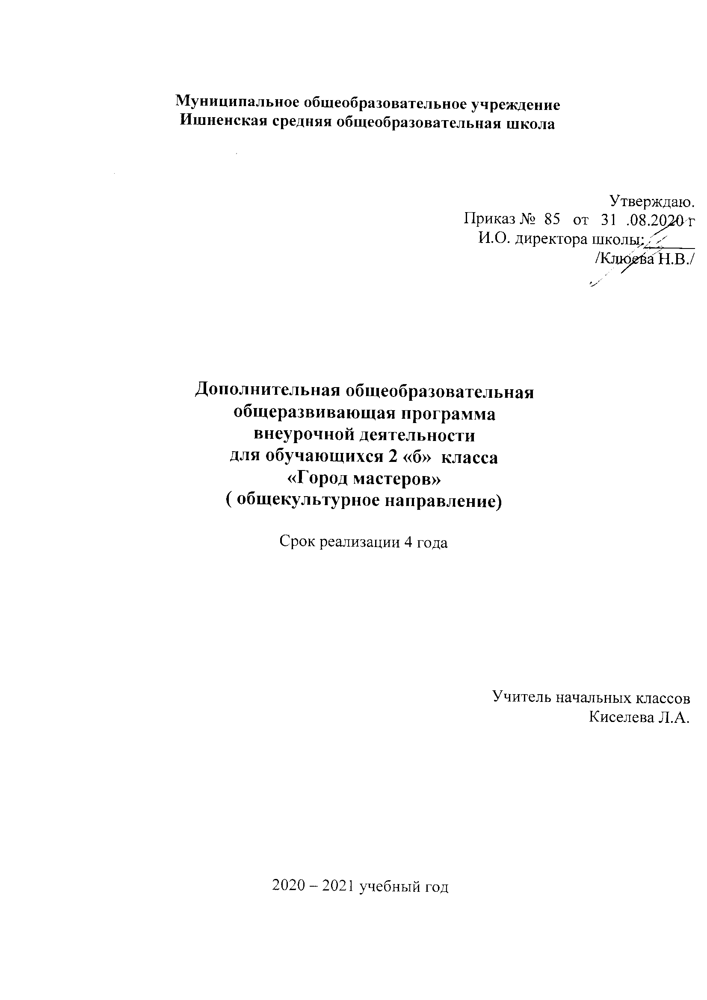 Муниципальное общеобразовательное учреждение
Ишненская средняя общеобразовательная школа
Утверждаю.
Приказ № 85 от 31 .08.2020 г
И.О. директора школы:______
/Клюева Н.В./
Дополнительная общеобразовательная
общеразвивающая программа
внеурочной деятельности
для обучающихся 2 «б» класса
«Город мастеров»
( общекультурное направление)
Срок реализации 4 года
Учитель начальных классов
Киселева Л.А.
2020 – 2021 учебный год